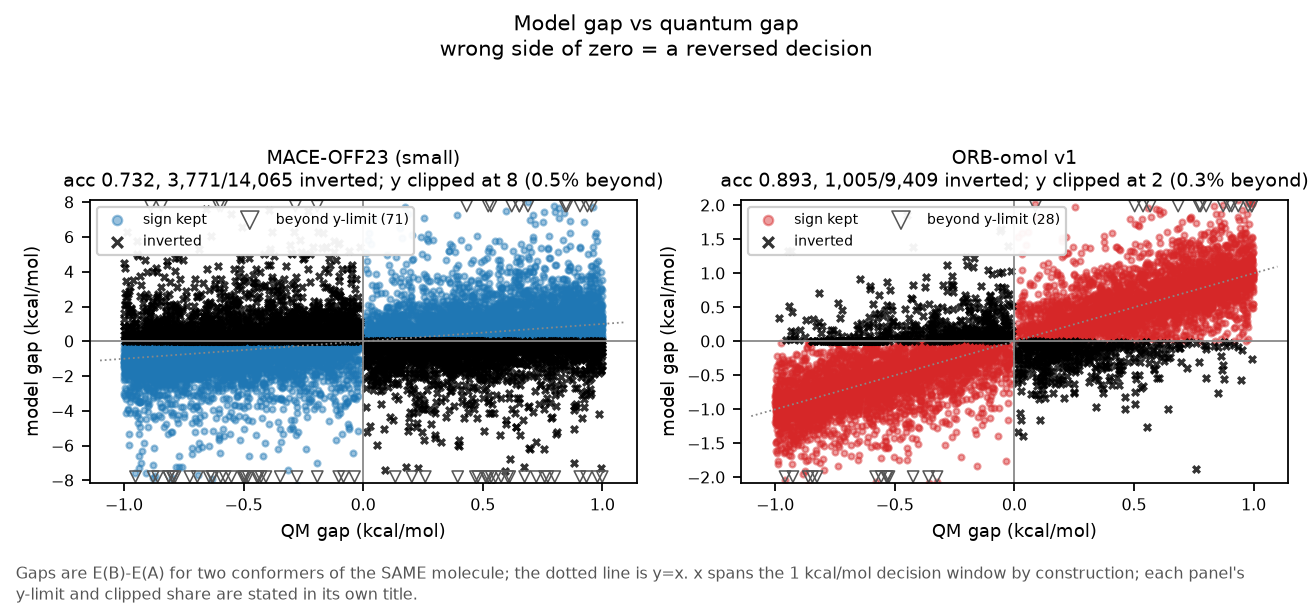 Model gap vs quantum gap
wrong side of zero = a reversed decision
MACE-OFF23 (small)
acc 0.732, 3,771/14,065 inverted; y clipped at 8 (0.5% beyond)
sign kept
inverted
beyond y-limit (71)
8
6
4
2
0
−2
−4
−6
−8
model gap (kcal/mol)
−1.0
−0.5
0.0
0.5
1.0
QM gap (kcal/mol)
ORB-omol v1
acc 0.893, 1,005/9,409 inverted; y clipped at 2 (0.3% beyond)
sign kept
inverted
beyond y-limit (28)
2.0
1.5
1.0
0.5
0.0
−0.5
−1.0
−1.5
−2.0
model gap (kcal/mol)
−1.0
−0.5
0.0
0.5
1.0
QM gap (kcal/mol)
Gaps are E(B)-E(A) for two conformers of the SAME molecule; the dotted line is y=x. x spans the 1 kcal/mol decision window by construction; each panel's
y-limit and clipped share are stated in its own title.